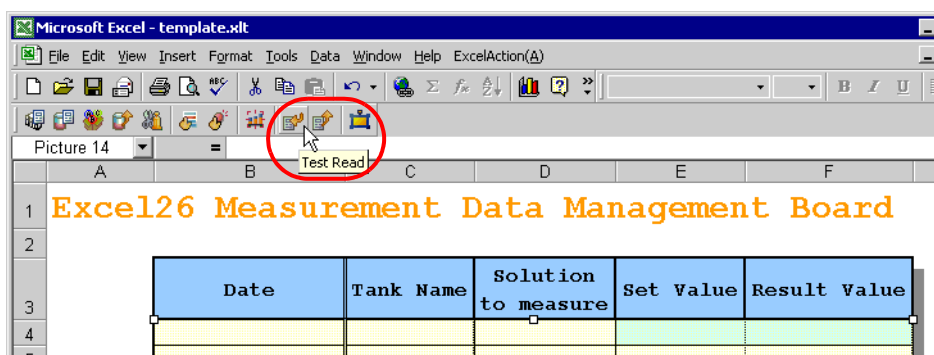 Microsoft Excel - template.xlt
File Edit View Insert Format Tools Data Window Help ExcelAction(A)
B I U
Picture 14 =
Test Read
A B C D E F
1 Excel26 Measurement Data Management Board
2
3 Date Tank Name Solution to measure Set Value Result Value
4